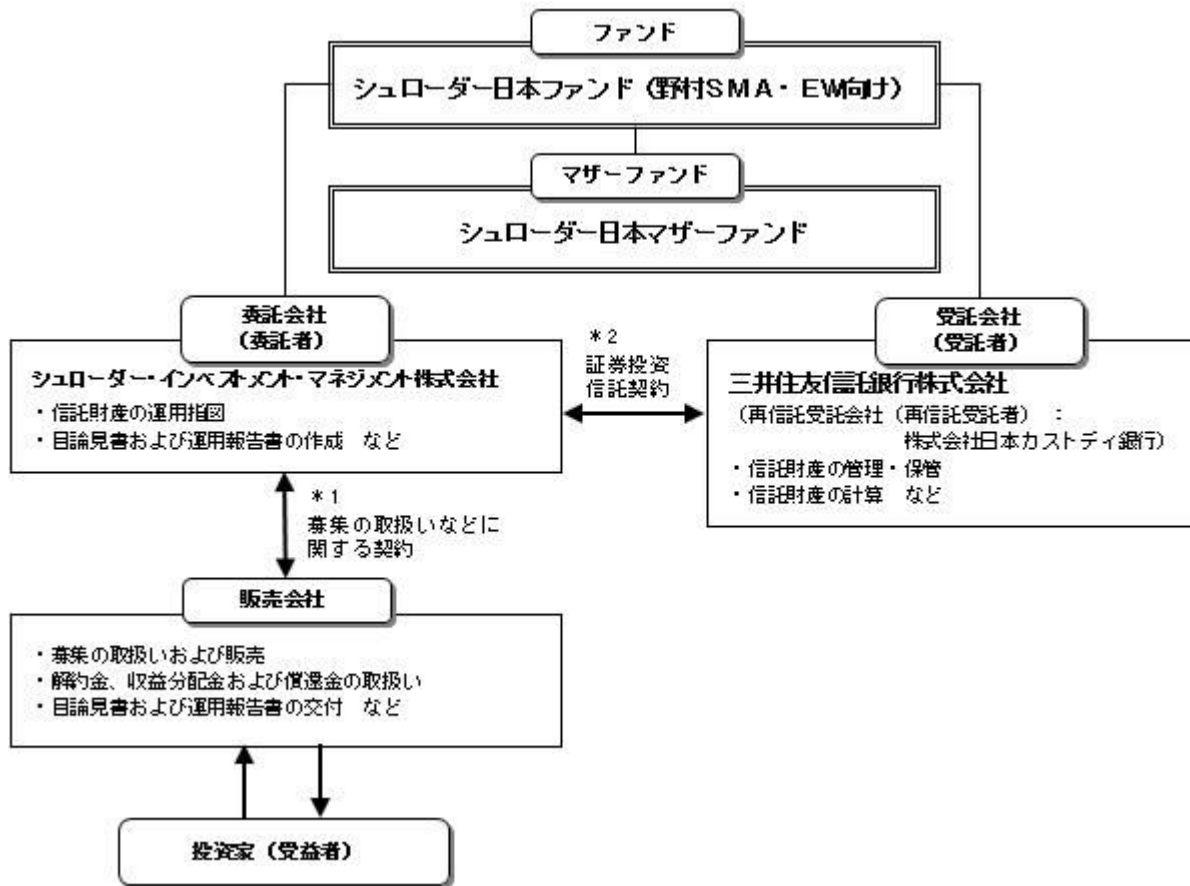 ファンド
シュローダー日本ファンド（野村SMA・EW向け）
マザーファンド
シュローダー日本マザーファンド
委託会社
（委託者）
シュローダー・インベストメント・マネジメント株式会社
・信託財産の運用指図
・目論見書および運用報告書の作成　など
＊2
証券投資
信託契約
受託会社
（受託者）
三井住友信託銀行株式会社
（再信託受託会社（再信託受託者）：
株式会社日本カストディ銀行）
・信託財産の管理・保管
・信託財産の計算　など
＊1
募集の取扱いなどに
関する契約
販売会社
・募集の取扱いおよび販売
・解約金、収益分配金および償還金の取扱い
・目論見書および運用報告書の交付　など
投資家（受益者）